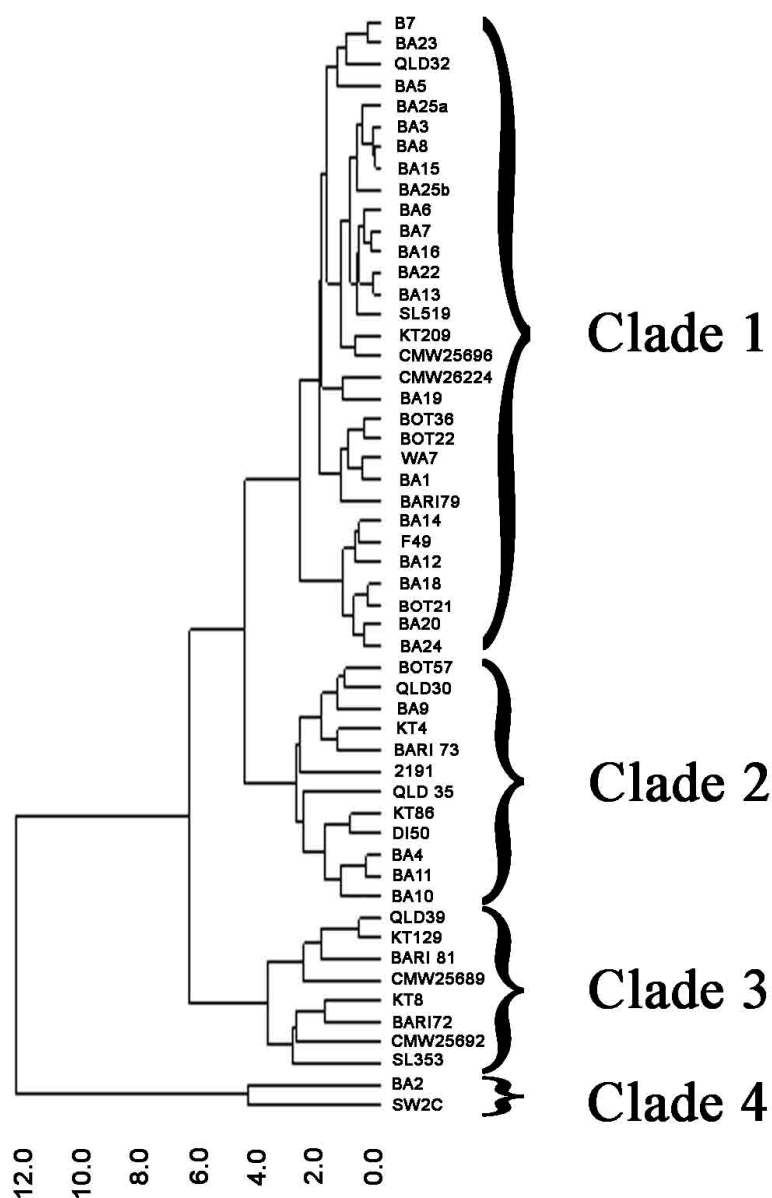 B7
BA23
QLD32
BA5
BA25a
BA3
BA8
BA15
BA25b
BA6
BA7
BA16
BA22
BA13
SL519
KT209
CMW25696
CMW26224
BA19
BOT36
BOT22
WA7
BA1
BARI79
BA14
F49
BA12
BA18
BOT21
BA20
BA24
Clade 1
BOT57
QLD30
BA9
KT4
BARI 73
2191
QLD 35
KT86
DI50
BA4
BA11
BA10
Clade 2
QLD39
KT129
BARI 81
CMW25689
KT8
BARI72
CMW25692
SL353
Clade 3
BA2
SW2C
Clade 4
12.0
10.0
8.0
6.0
4.0
2.0
0.0